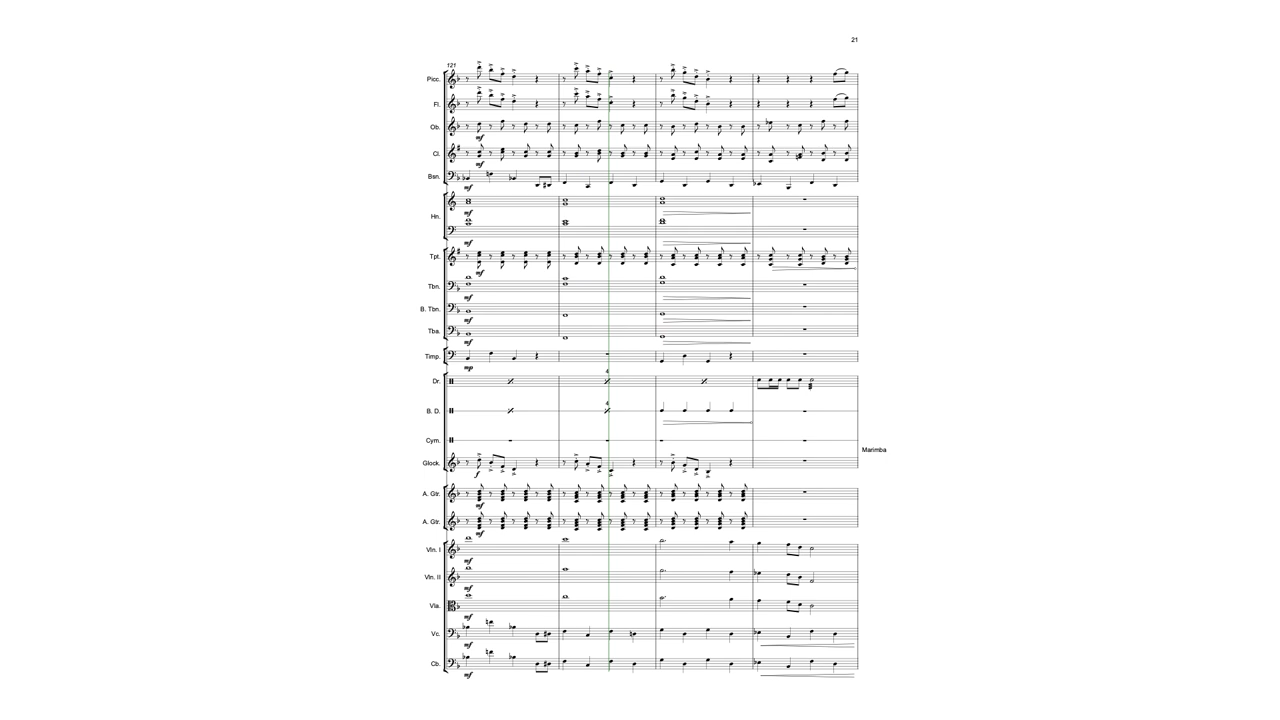 21
121
Picc.
Fl.
Ob.
mf
Cl.
mf
Bsn.
mf
Hn.
mf
mf
Tpt.
mf
Tbn.
mf
B. Tbn.
mf
Tba.
mf
Timp.
mp
4
Dr.
4
B. D.
Cym.
Marimba
Glock.
f
A. Gtr.
mf
A. Gtr.
mf
Vln. I
mf
Vln. II
mf
Vla.
mf
Vc.
mf
Cb.
mf